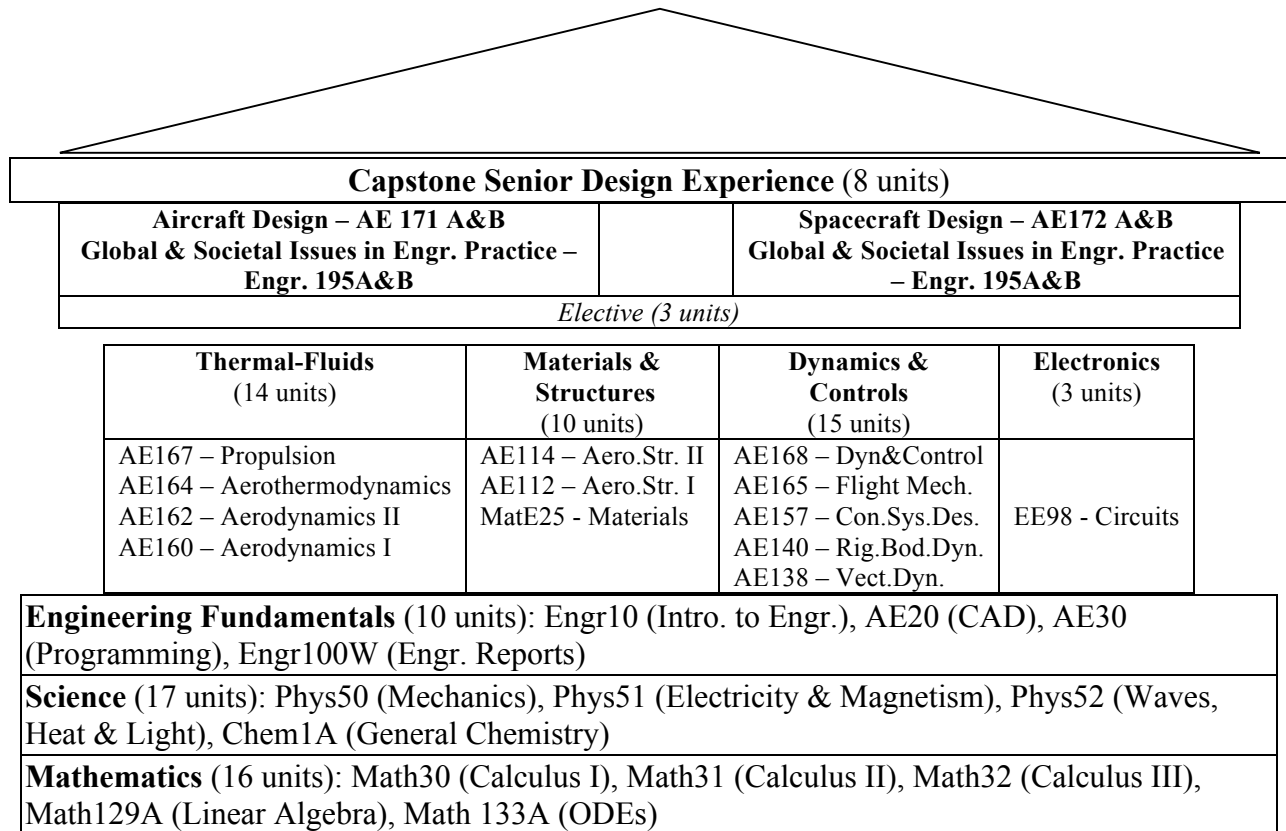 Capstone Senior Design Experience (8 units)
Aircraft Design – AE 171 A&B
Global & Societal Issues in Engr. Practice –
Engr. 195A&B
Spacecraft Design – AE172 A&B
Global & Societal Issues in Engr. Practice
– Engr. 195A&B
Elective (3 units)
Thermal-Fluids
(14 units)
Materials &
Structures
(10 units)
Dynamics &
Controls
(15 units)
Electronics
(3 units)
AE167 – Propulsion
AE164 – Aerothermodynamics
AE162 – Aerodynamics II
AE160 – Aerodynamics I
AE114 – Aero.Str. II
AE112 – Aero.Str. I
MatE25 - Materials
AE168 – Dyn&Control
AE165 – Flight Mech.
AE157 – Con.Sys.Des.
AE140 – Rig.Bod.Dyn.
AE138 – Vect.Dyn.
EE98 - Circuits
Engineering Fundamentals (10 units): Engr10 (Intro. to Engr.), AE20 (CAD), AE30
(Programming), Engr100W (Engr. Reports)
Science (17 units): Phys50 (Mechanics), Phys51 (Electricity & Magnetism), Phys52 (Waves,
Heat & Light), Chem1A (General Chemistry)
Mathematics (16 units): Math30 (Calculus I), Math31 (Calculus II), Math32 (Calculus III),
Math129A (Linear Algebra), Math 133A (ODEs)